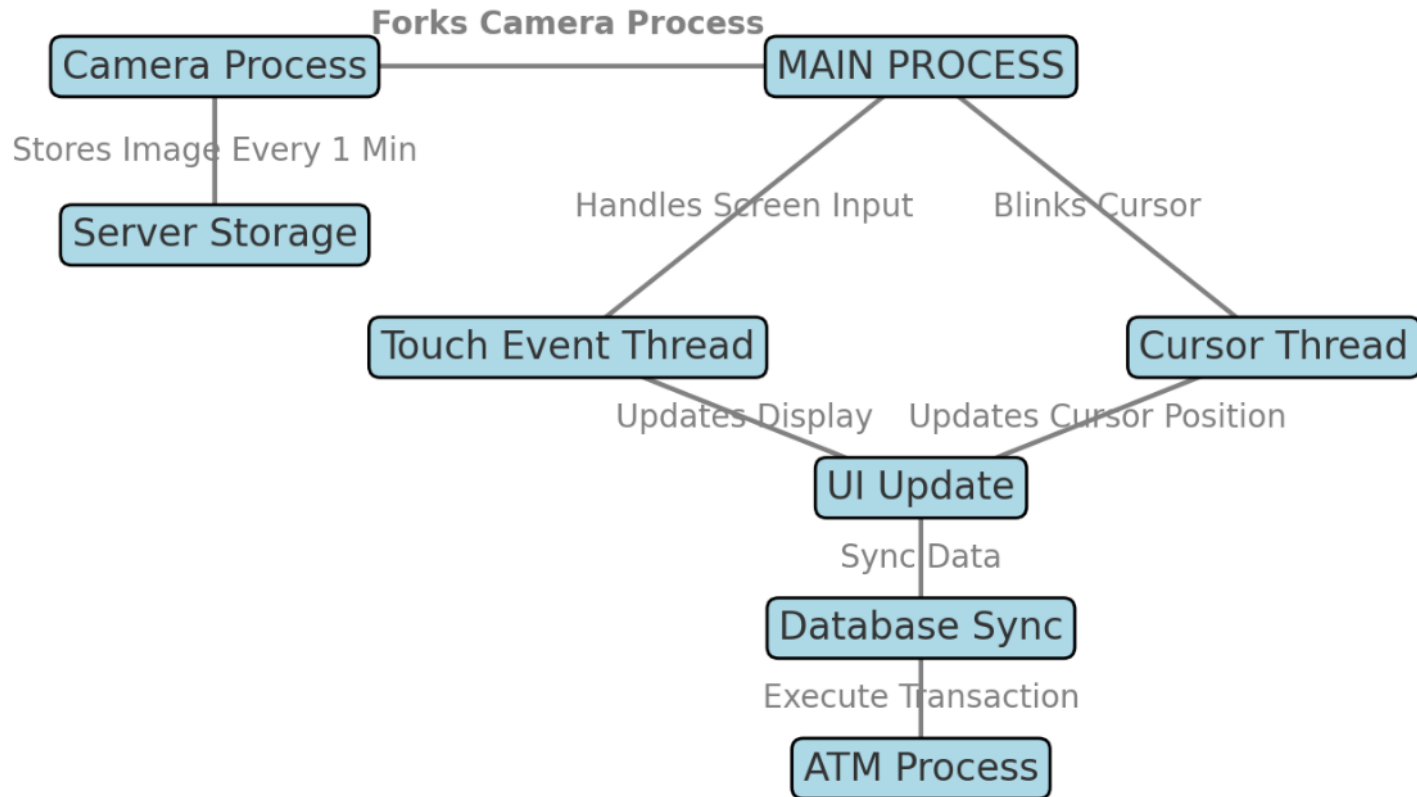 Forks Camera Process
Camera Process
MAIN PROCESS
Stores Image Every 1 Min
Handles Screen Input
Blinks Cursor
Server Storage
Touch Event Thread
Cursor Thread
Updates Display
Updates Cursor Position
UI Update
Sync Data
Database Sync
Execute Transaction
ATM Process